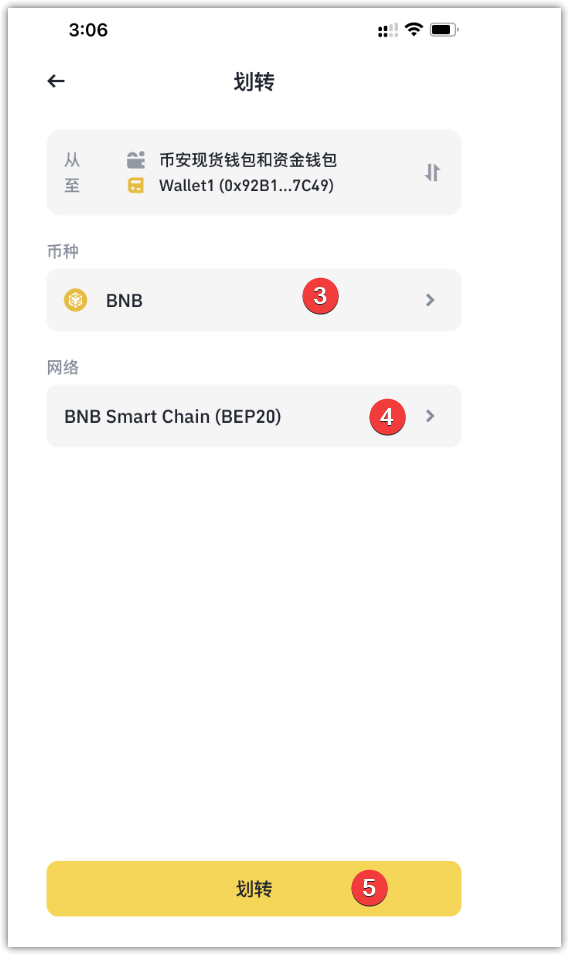 3:06
划转
从 币安现货钱包和资金钱包
至 Wallet1 (0x92B1...7C49)
币种
BNB 3
网络
BNB Smart Chain (BEP20) 4
划转 5